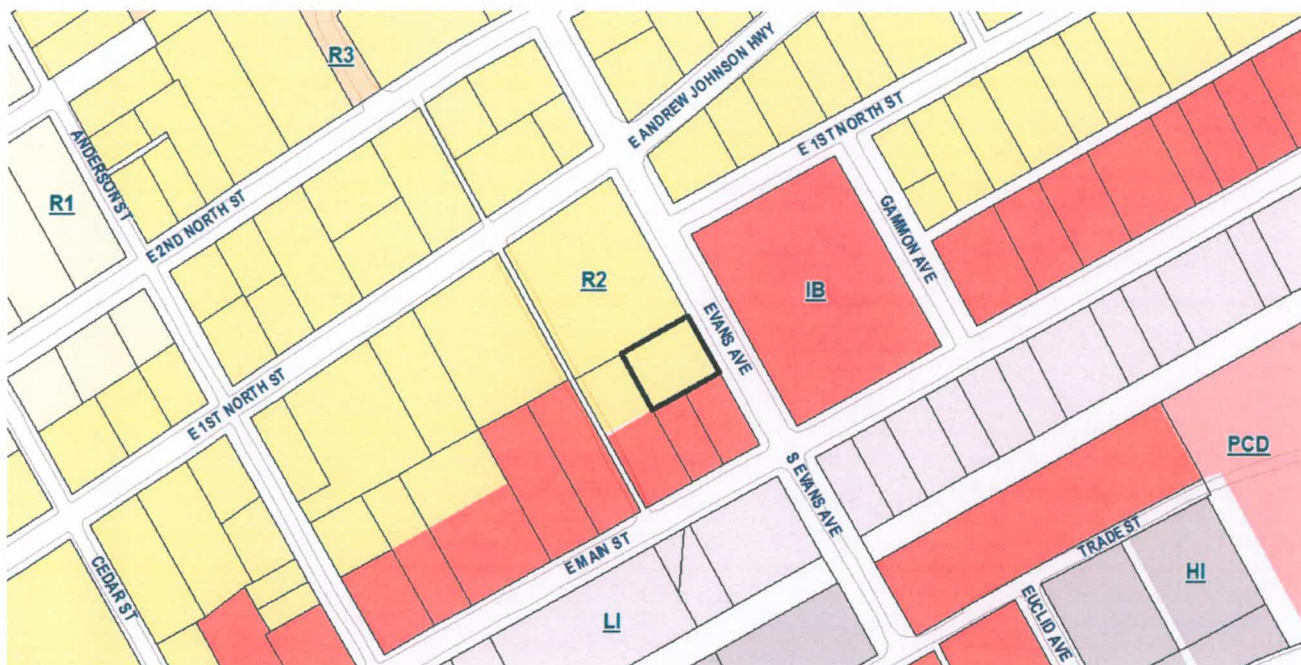 R3
E ANDREW JOHNSON HWY
E 1ST NORTH ST
ANDERSON ST
R1
E 2ND NORTH ST
GAMMON AVE
R2
IB
EVANS AVE
E 1ST NORTH ST
PCD
S EVANS AVE
E MAIN ST
TRADE ST
CEDAR ST
HI
LI
EUCLID AVE